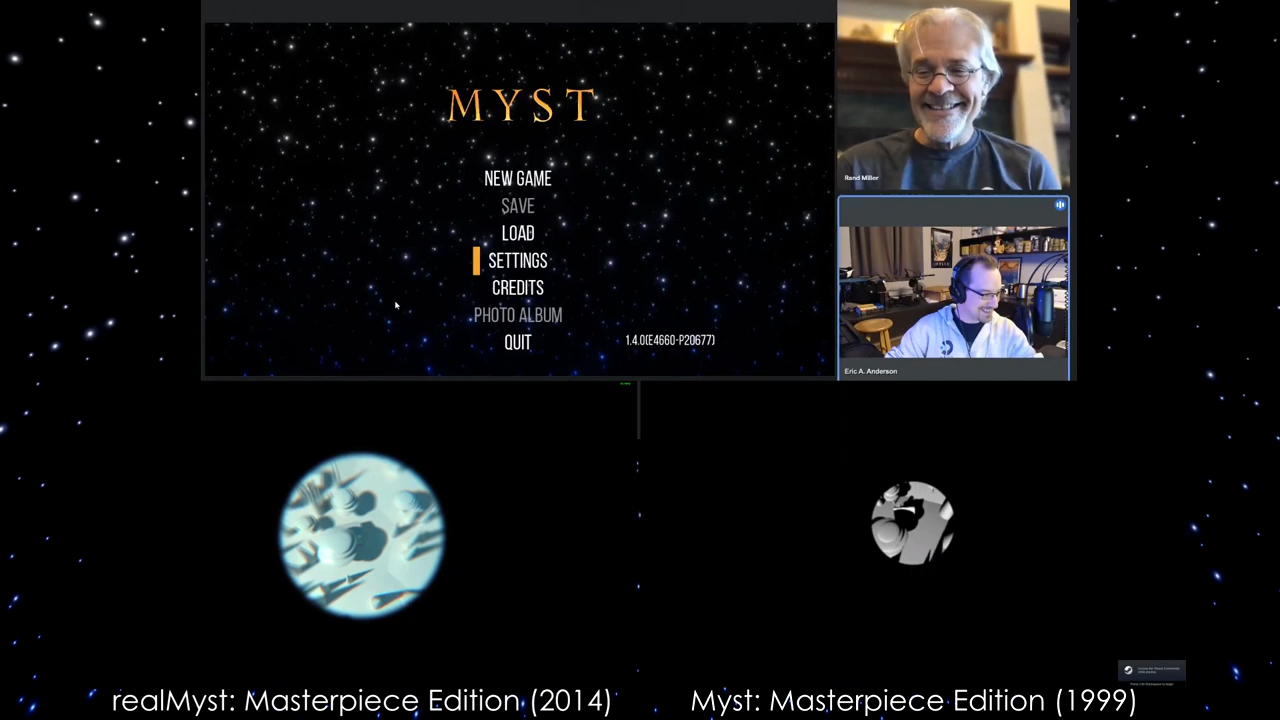 MYST
NEW GAME
SAVE
LOAD
SETTINGS
CREDITS
PHOTO ALBUM
QUIT
1.4.0(E4660-P20677)
Rand Miller
MYST
Eric A. Anderson
realMyst: Masterpiece Edition (2014)
Myst: Masterpiece Edition (1999)